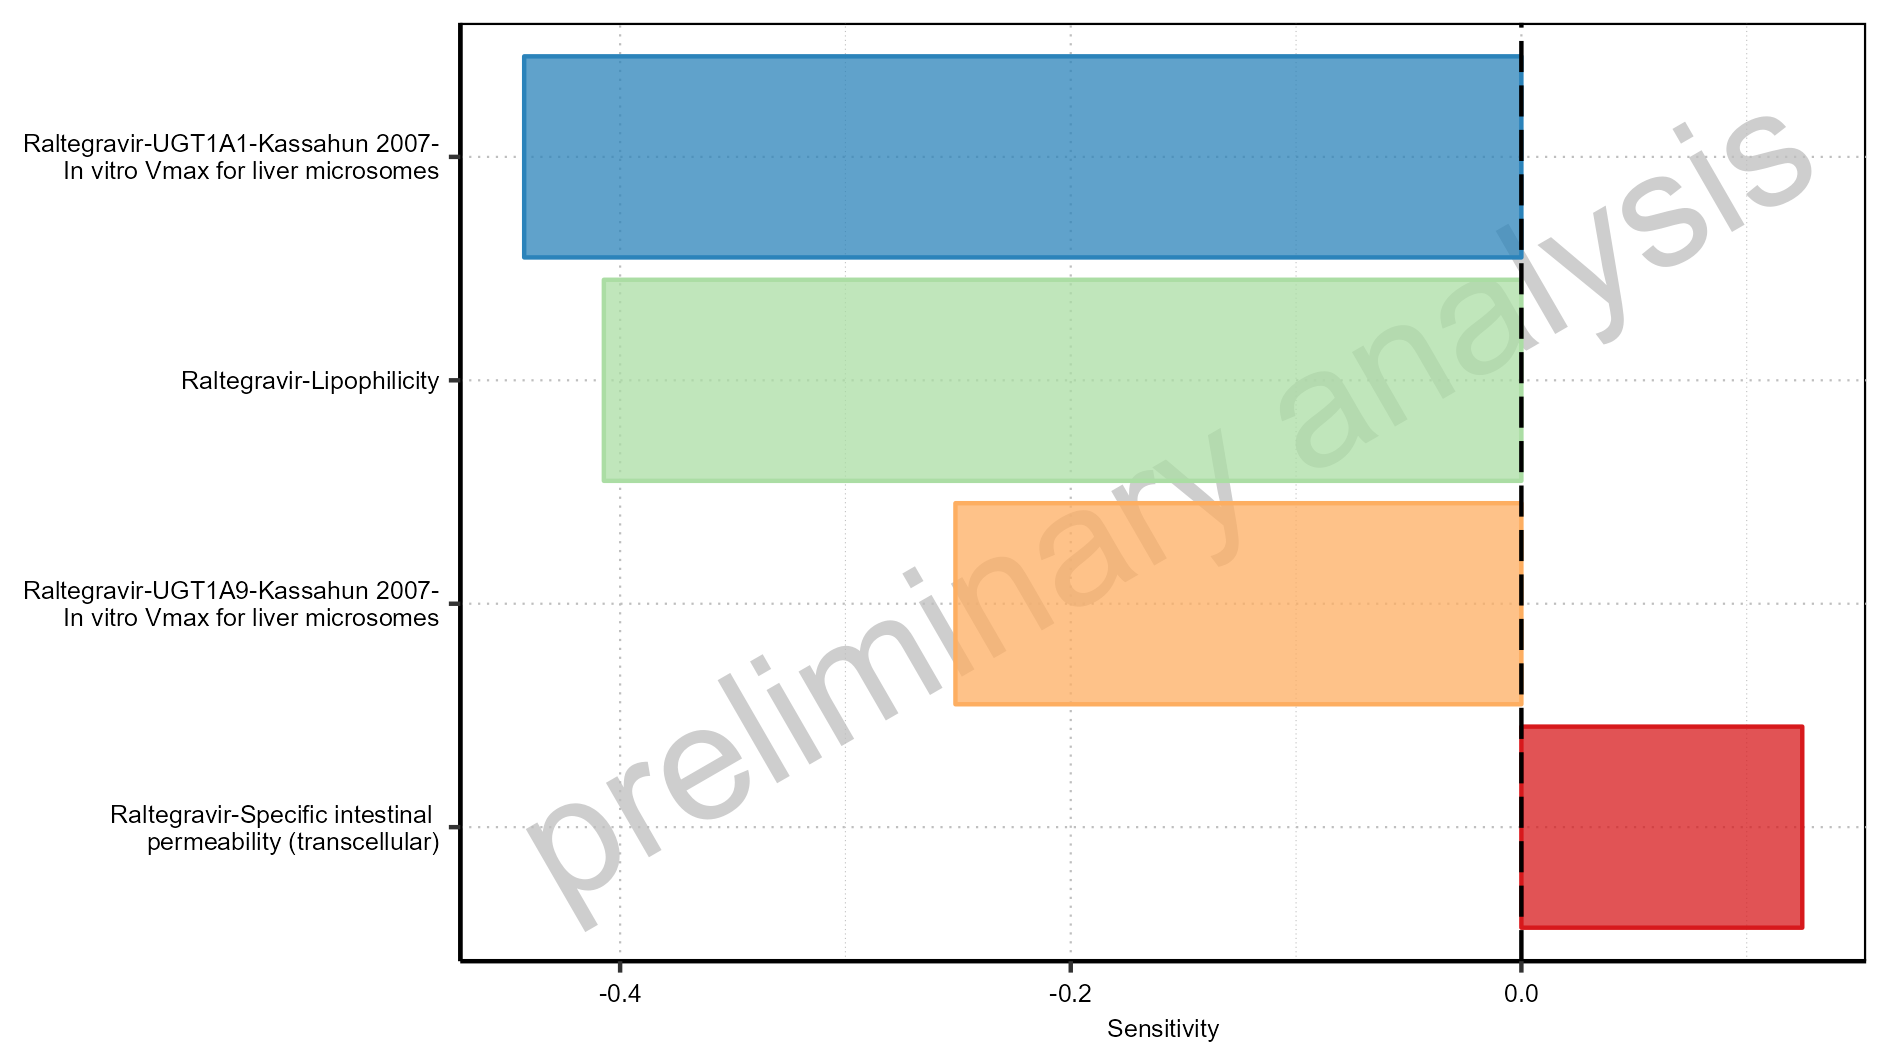 Raltegravir-UGT1A1-Kassahun 2007-
In vitro Vmax for liver microsomes
Raltegravir-Lipophilicity
Raltegravir-UGT1A9-Kassahun 2007-
In vitro Vmax for liver microsomes
Raltegravir-Specific intestinal
permeability (transcellular)
preliminary analysis
-0.4
-0.2
0.0
Sensitivity